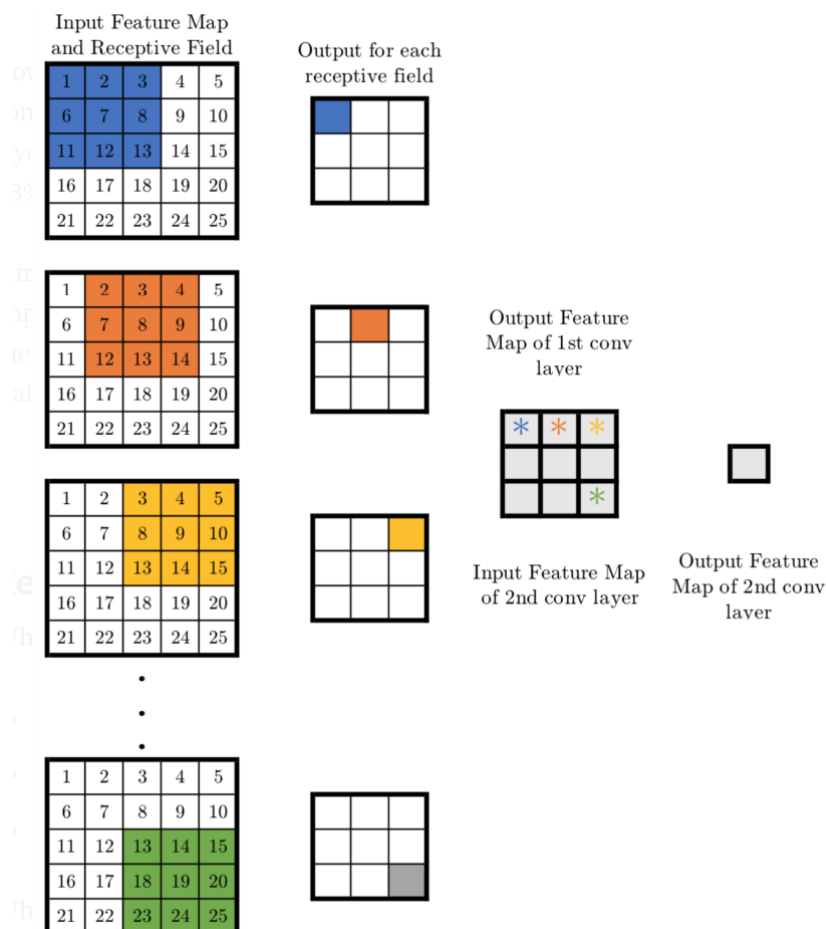 Input Feature Map
and Receptive Field
1 2 3 4 5
6 7 8 9 10
11 12 13 14 15
16 17 18 19 20
21 22 23 24 25
Output for each
receptive field
1 2 3 4 5
6 7 8 9 10
11 12 13 14 15
16 17 18 19 20
21 22 23 24 25
1 2 3 4 5
6 7 8 9 10
11 12 13 14 15
16 17 18 19 20
21 22 23 24 25
1 2 3 4 5
6 7 8 9 10
11 12 13 14 15
16 17 18 19 20
21 22 23 24 25
Output Feature
Map of 1st conv
layer
* * *
*
Input Feature Map
of 2nd conv layer
Output Feature
Map of 2nd conv
layer